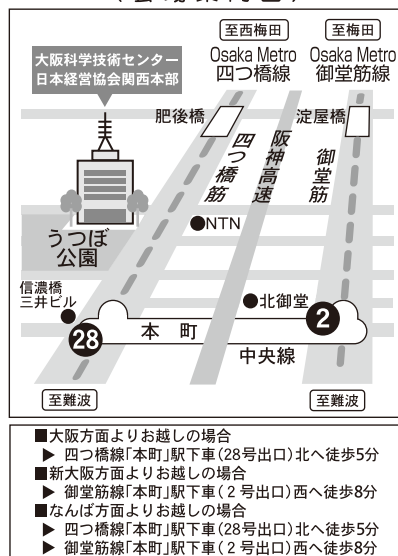 至西梅田
至梅田
大阪科学技術センター
日本経営協会関西本部
Osaka Metro
四つ橋線
Osaka Metro
御堂筋線
肥後橋
淀屋橋
四つ橋筋
阪神高速
御堂筋
●NTN
うつぼ
公園
信濃橋
三井ビル
●北御堂
2
28
本町
中央線
至難波
至難波
■大阪方面よりお越しの場合
▶ 四つ橋線「本町」駅下車(28号出口)北へ徒歩5分
■新大阪方面よりお越しの場合
▶ 御堂筋線「本町」駅下車(2号出口)西へ徒歩8分
■なんば方面よりお越しの場合
▶ 四つ橋線「本町」駅下車(28号出口)北へ徒歩5分
▶ 御堂筋線「本町」駅下車(2号出口)西へ徒歩8分